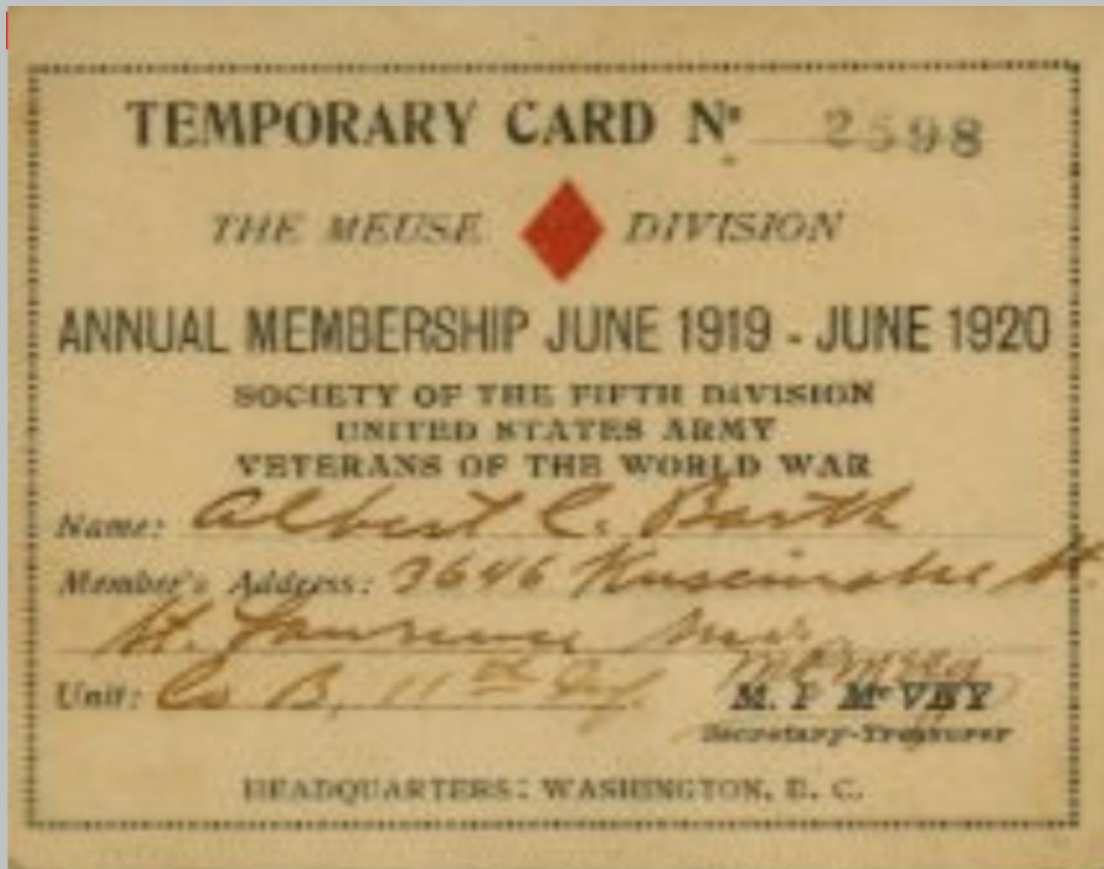 TEMPORARY CARD No 2598
THE MEUSE DIVISION
ANNUAL MEMBERSHIP JUNE 1919 - JUNE 1920
SOCIETY OF THE FIFTH DIVISION
UNITED STATES ARMY
VETERANS OF THE WORLD WAR
Name: Albert C. Barth
Member's Address: 3646 St.
St.
Unit: Co B, 11th Inf.
M. P. McVEY
Secretary-Treasurer
HEADQUARTERS: WASHINGTON, D. C.